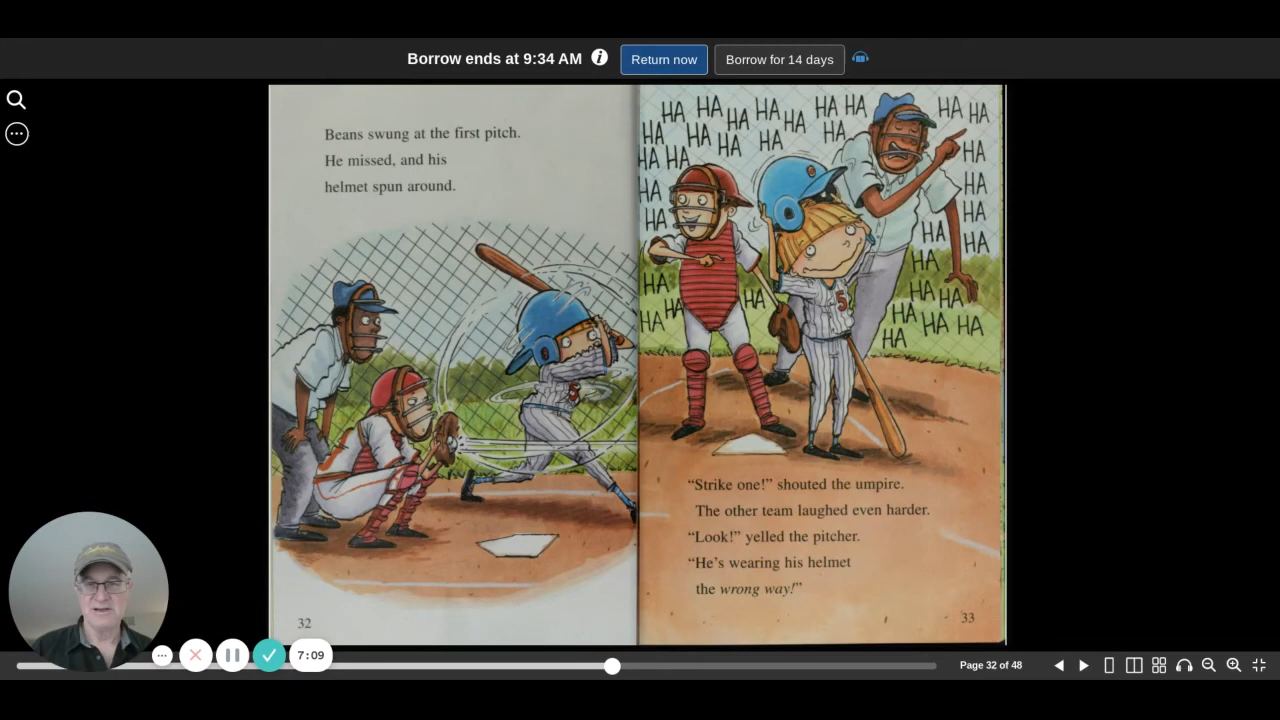 Borrow ends at 9:34 AM
Return now
Borrow for 14 days
Beans swung at the first pitch.
He missed, and his
helmet spun around.
32
HA HA HA HA HA HA HA HA HA
HA HA HA HA HA
HA HA HA HA
HA HA
HA HA
HA HA
HA HA
HA HA HA HA
HA HA HA HA
HA HA HA
5
"Strike one!" shouted the umpire.
The other team laughed even harder.
"Look!" yelled the pitcher.
"He's wearing his helmet
the wrong way!"
33
7:09
Page 32 of 48